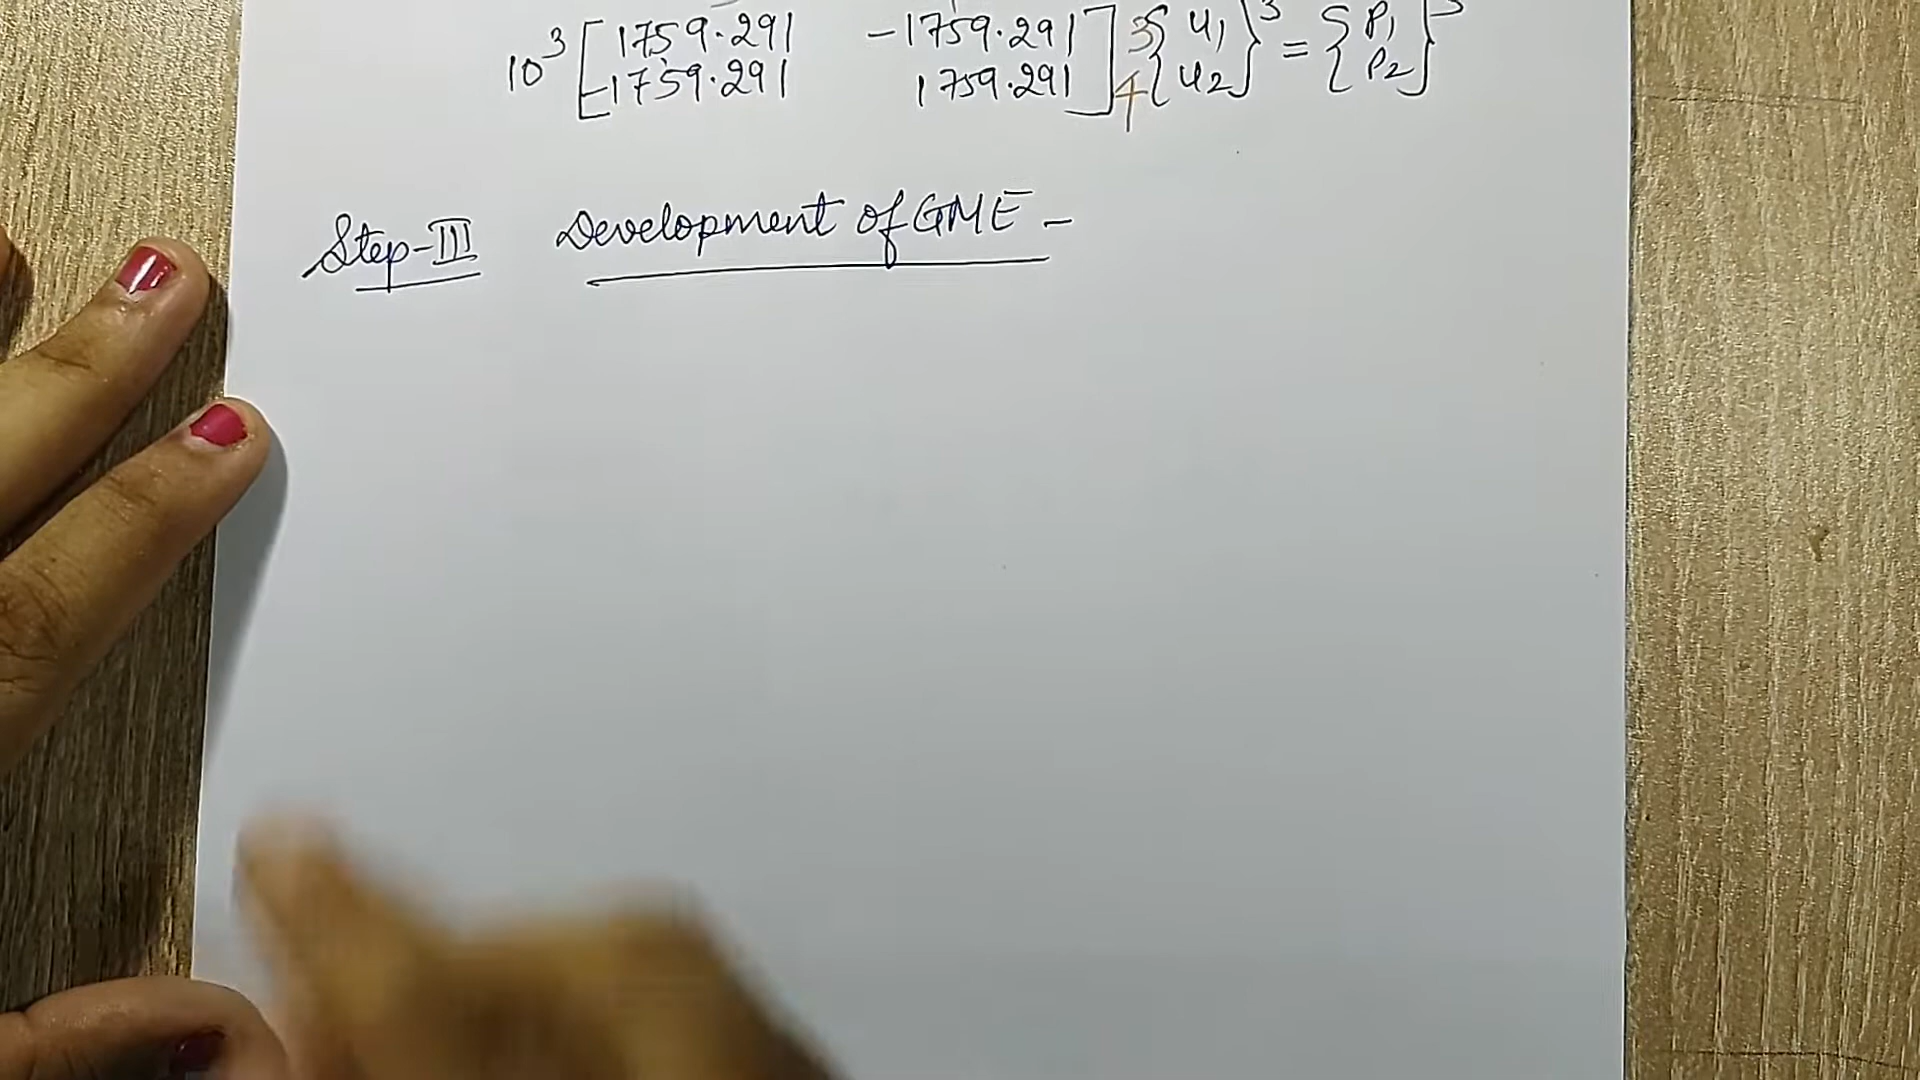 10³ [ 1759.291 -1759.291 ] 3 { u₁ }³ = { P₁ }³
[ -1759.291 1759.291 ] 4 { u₂ } { P₂ }
Step-III Development of GME -